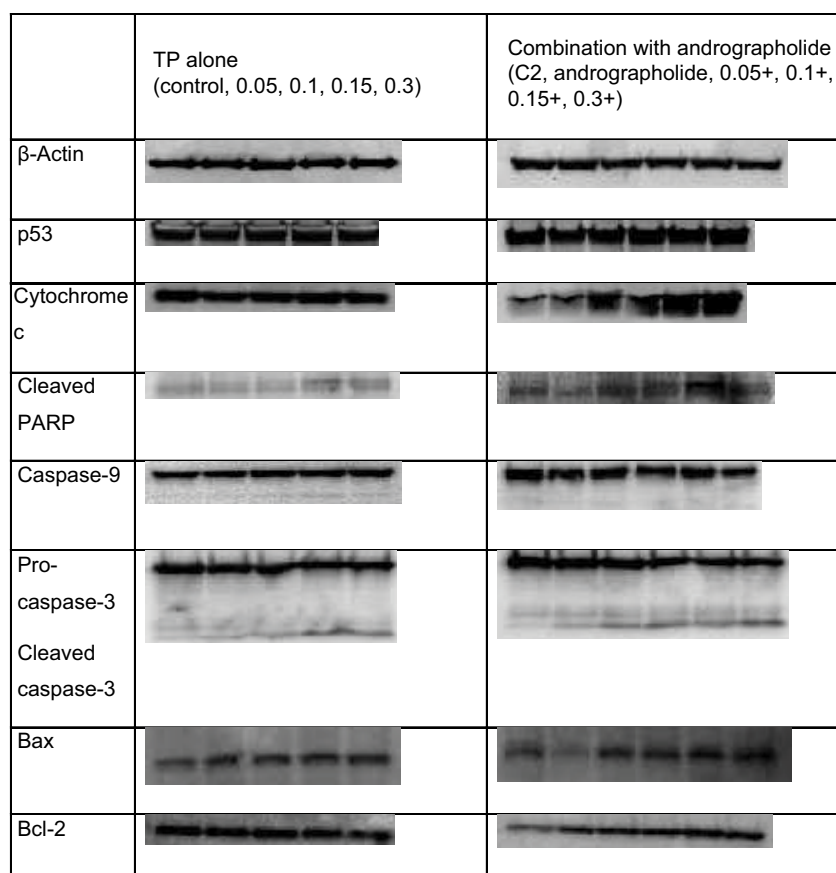 TP alone
(control, 0.05, 0.1, 0.15, 0.3)
Combination with andrographolide
(C2, andrographolide, 0.05+, 0.1+,
0.15+, 0.3+)
β-Actin
p53
Cytochrome
c
Cleaved
PARP
Caspase-9
Pro-
caspase-3
Cleaved
caspase-3
Bax
Bcl-2